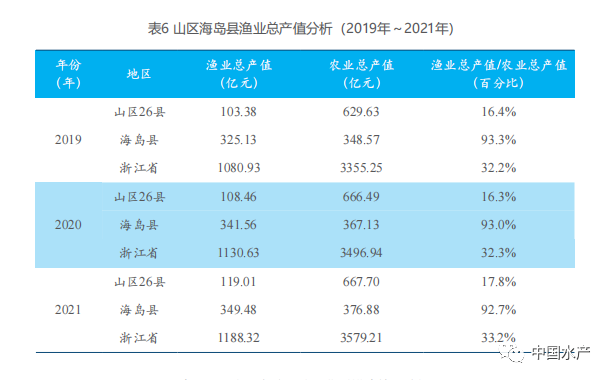 表6 山区海岛县渔业总产值分析（2019年～2021年）
年份（年） 地区 渔业总产值（亿元） 农业总产值（亿元） 渔业总产值/农业总产值（百分比）
山区26县 103.38 629.63 16.4%
2019 海岛县 325.13 348.57 93.3%
浙江省 1080.93 3355.25 32.2%
山区26县 108.46 666.49 16.3%
2020 海岛县 341.56 367.13 93.0%
浙江省 1130.63 3496.94 32.3%
山区26县 119.01 667.70 17.8%
2021 海岛县 349.48 376.88 92.7%
浙江省 1188.32 3579.21 33.2%
中国水产